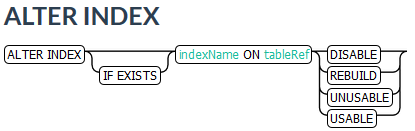 ALTER INDEX
ALTER INDEX
IF EXISTS
indexName ON tableRef
DISABLE
REBUILD
UNUSABLE
USABLE